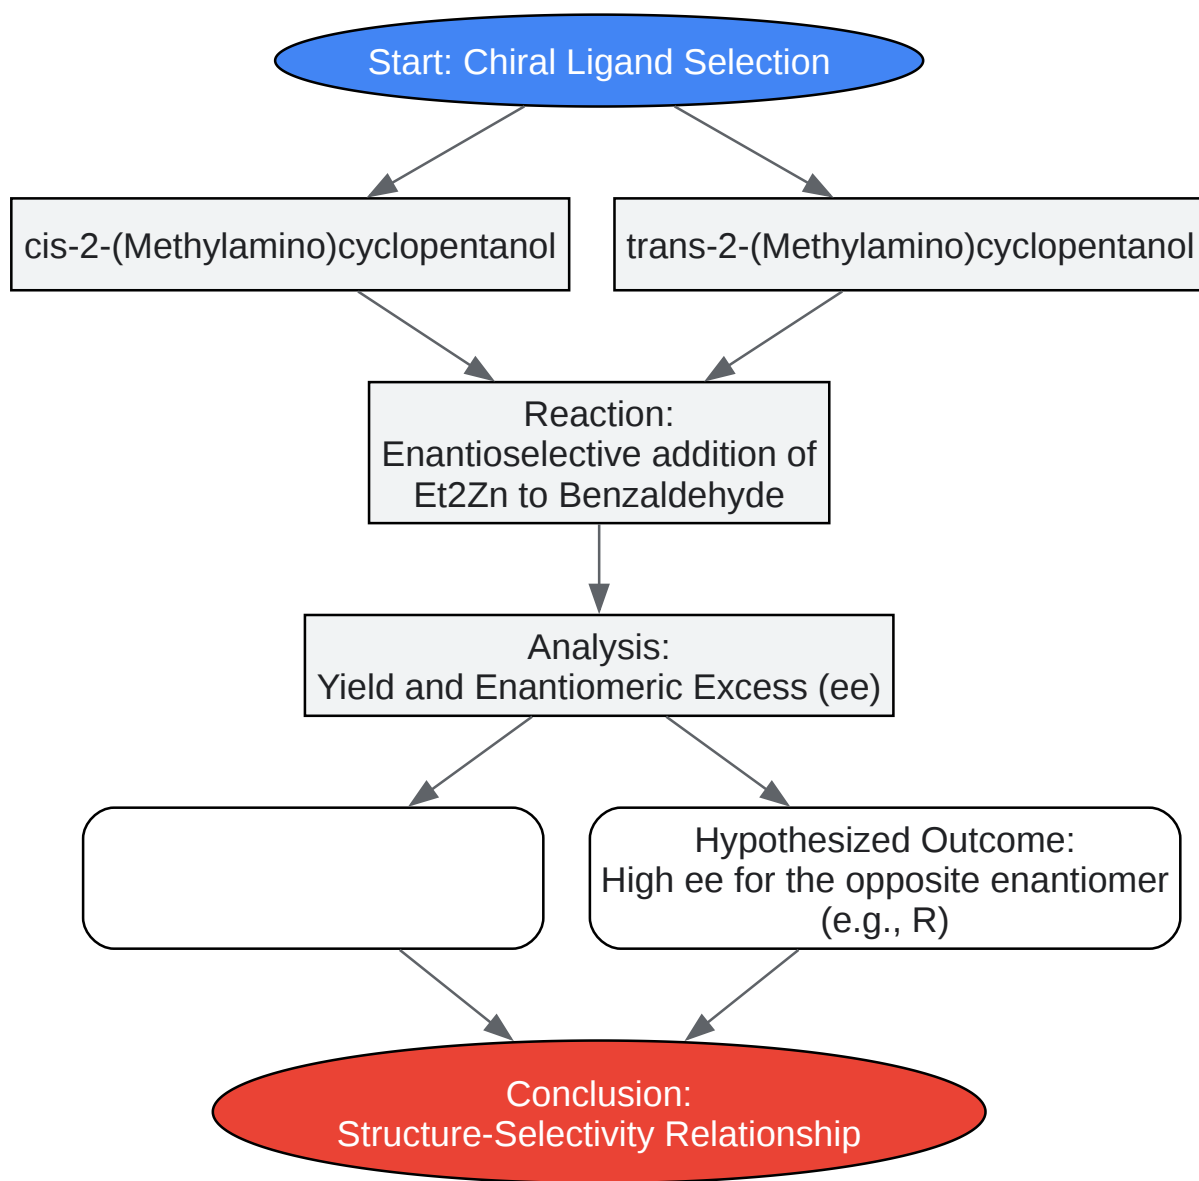 Start: Chiral Ligand Selection
cis-2-(Methylamino)cyclopentanol
trans-2-(Methylamino)cyclopentanol
Reaction:
Enantioselective addition of
Et2Zn to Benzaldehyde
Analysis:
Yield and Enantiomeric Excess (ee)
Hypothesized Outcome:
High ee for the opposite enantiomer
(e.g., R)
Conclusion:
Structure-Selectivity Relationship